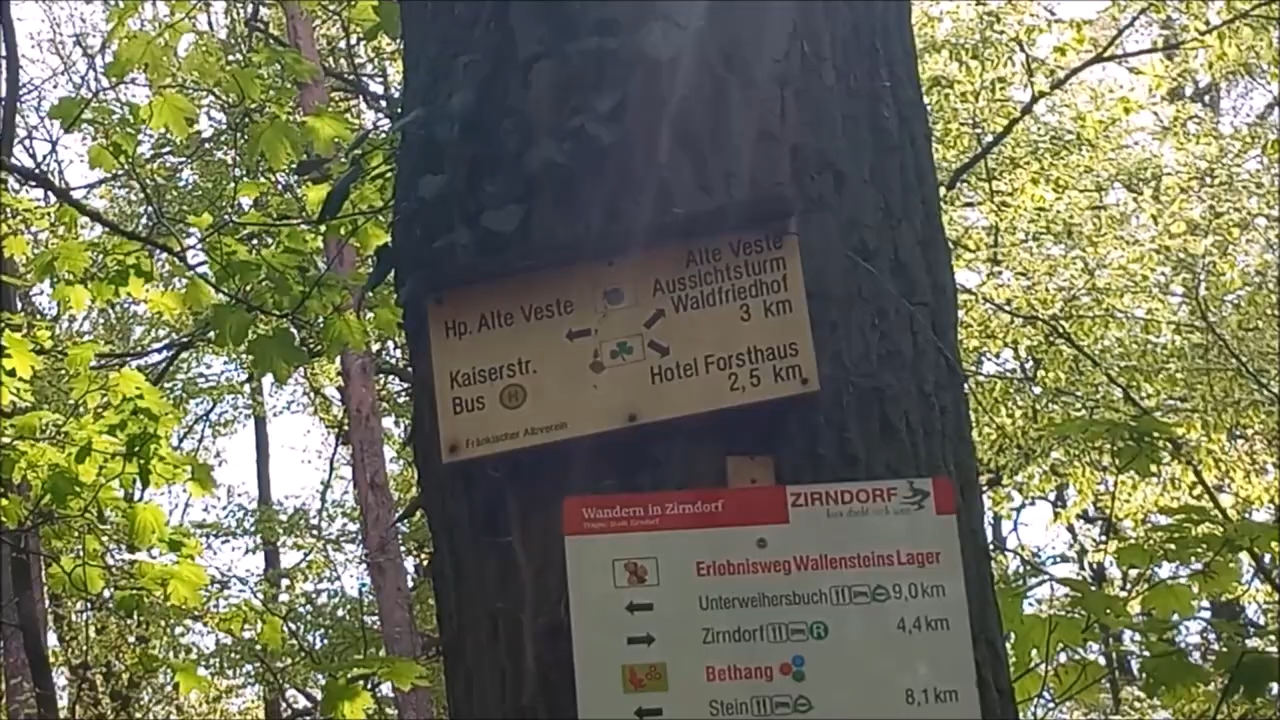 Hp. Alte Veste
Kaiserstr.
Bus H
Fränkischer Albverein
Alte Veste
Aussichtsturm
Waldfriedhof
3 km
Hotel Forsthaus
2,5 km
Wandern in Zirndorf
ZIRNDORF
Erlebnisweg Wallensteins Lager
Unterweihersbuch 9,0 km
Zirndorf R 4,4 km
Bethang
Stein 8,1 km